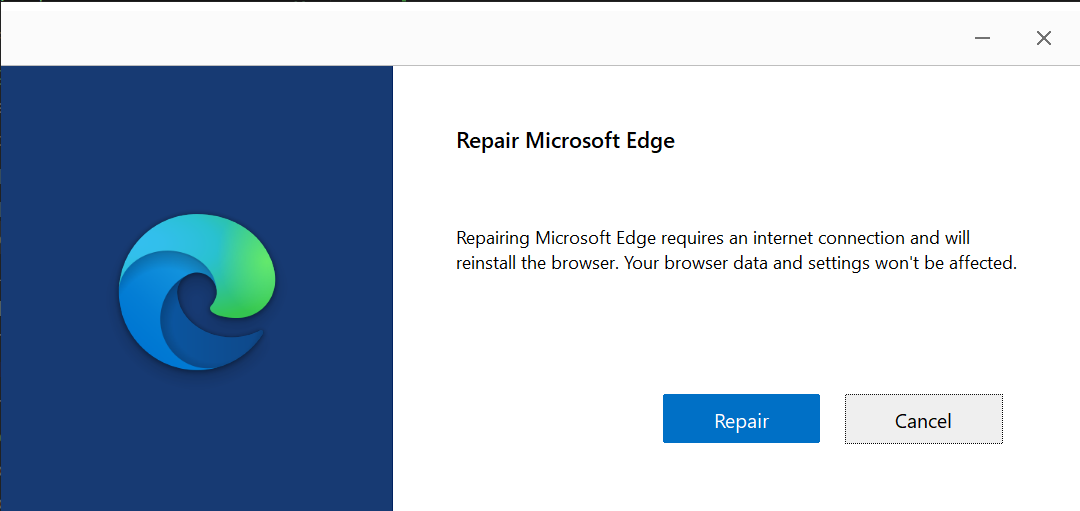 Repair Microsoft Edge
Repairing Microsoft Edge requires an internet connection and will
reinstall the browser. Your browser data and settings won't be affected.
Repair
Cancel